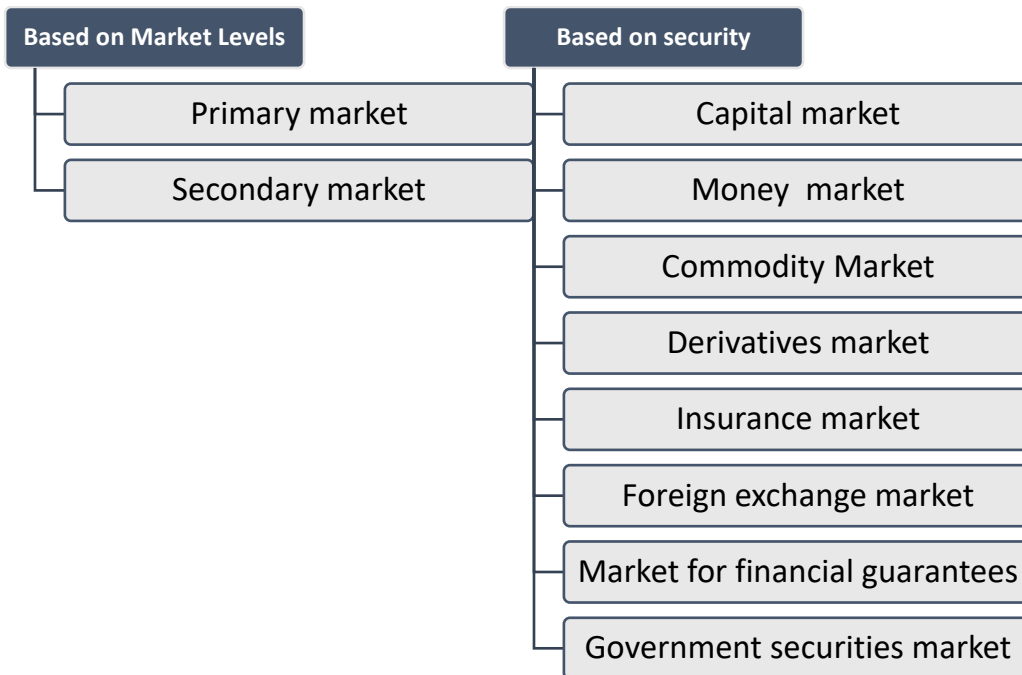 Based on Market Levels
Primary market
Secondary market
Based on security
Capital market
Money  market
Commodity Market
Derivatives market
Insurance market
Foreign exchange market
Market for financial guarantees
Government securities market